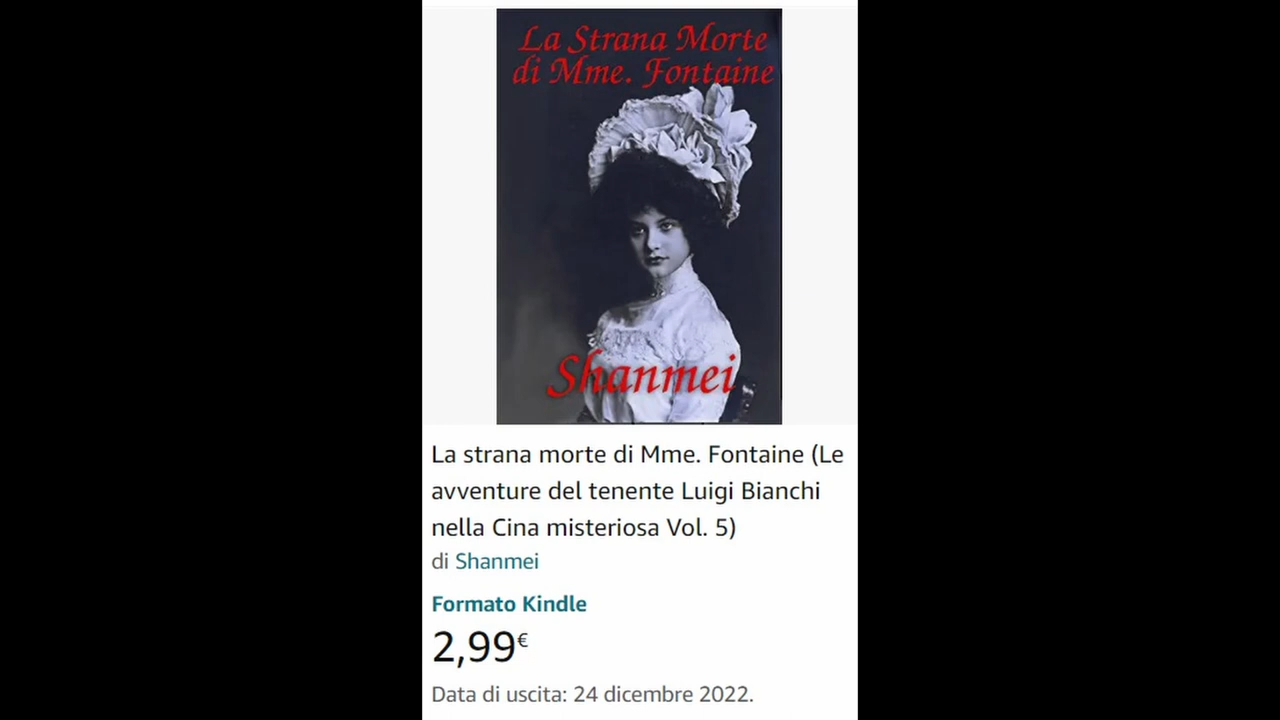 La Strana Morte
di Mme. Fontaine
Shanmei
La strana morte di Mme. Fontaine (Le
avventure del tenente Luigi Bianchi
nella Cina misteriosa Vol. 5)
di Shanmei
Formato Kindle
2,99€
Data di uscita: 24 dicembre 2022.